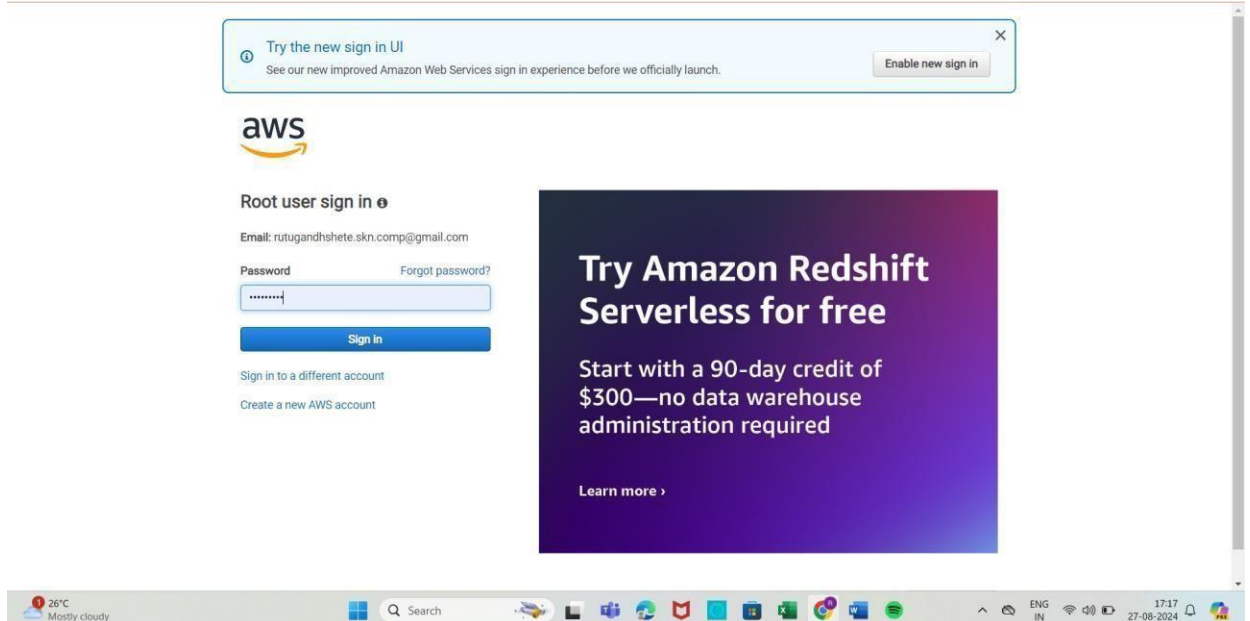 Try the new sign in UI
See our new improved Amazon Web Services sign in experience before we officially launch.
Enable new sign in
aws
Root user sign in
Email: rutugandhshete.skn.comp@gmail.com
Password
Forgot password?
Sign in
Sign in to a different account
Create a new AWS account
Try Amazon Redshift
Serverless for free
Start with a 90-day credit of
$300—no data warehouse
administration required
Learn more ›
1
26°C
Mostly cloudy
Search
ENG
IN
17:17
27-08-2024